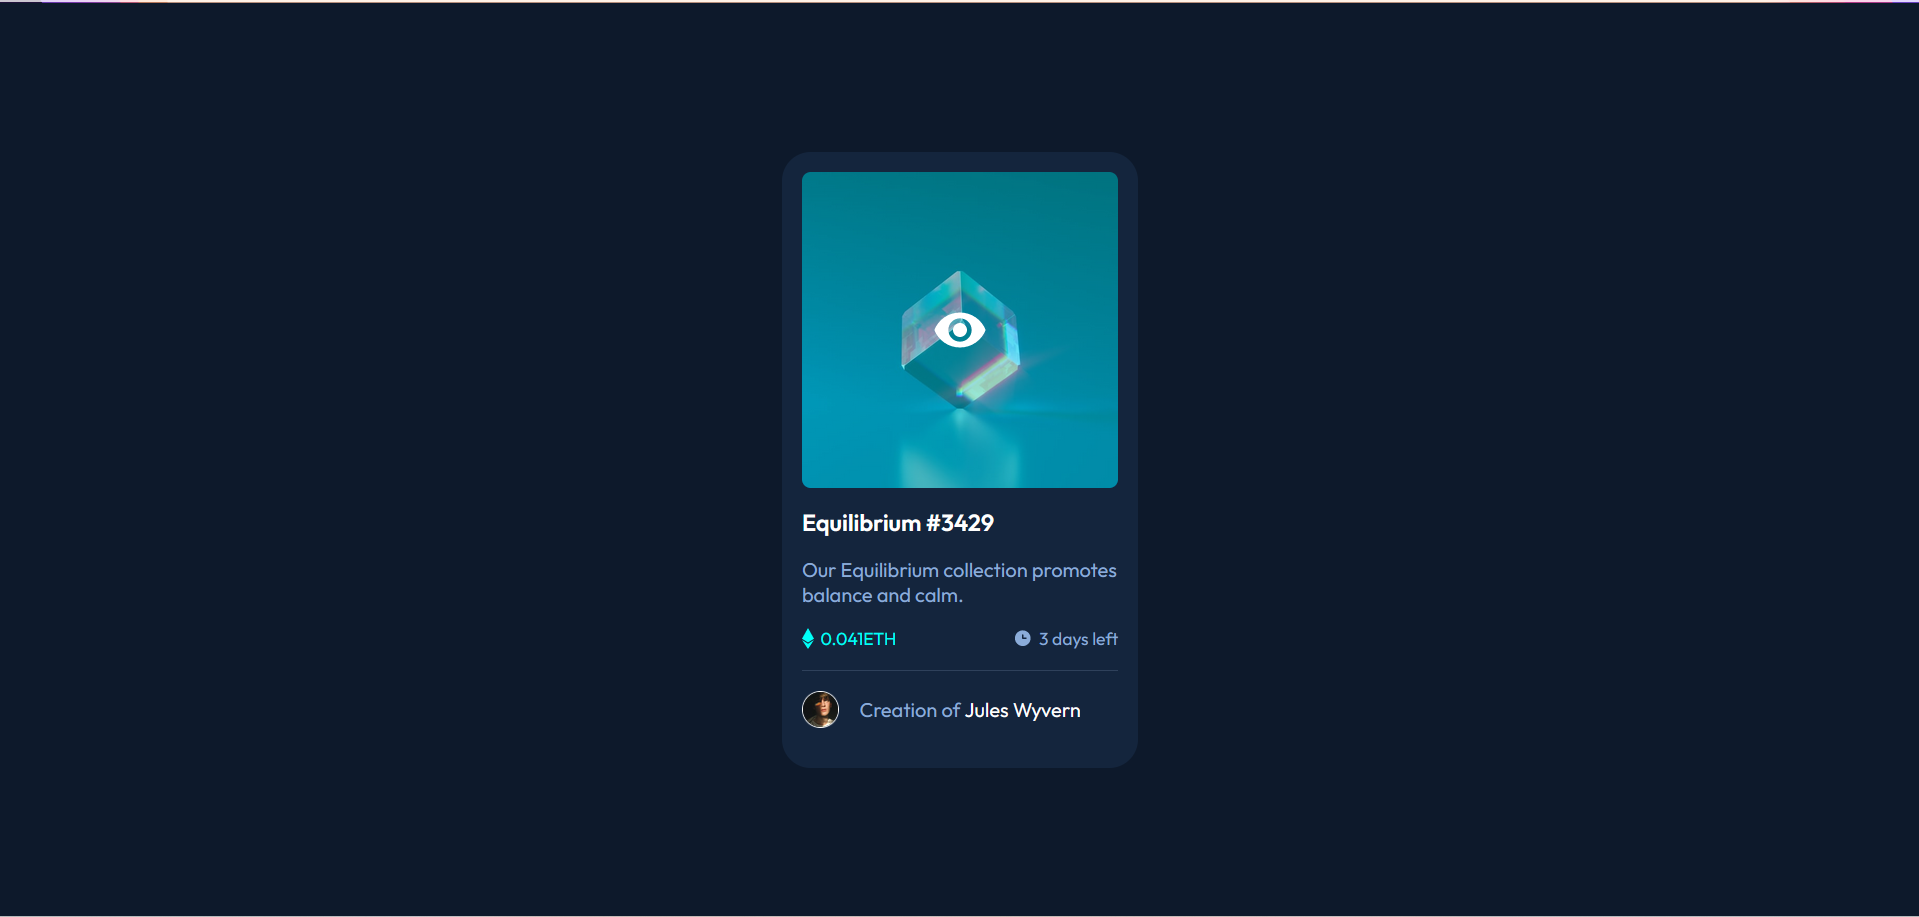 Equilibrium #3429
Our Equilibrium collection promotes
balance and calm.
0.041ETH
3 days left
Creation of Jules Wyvern